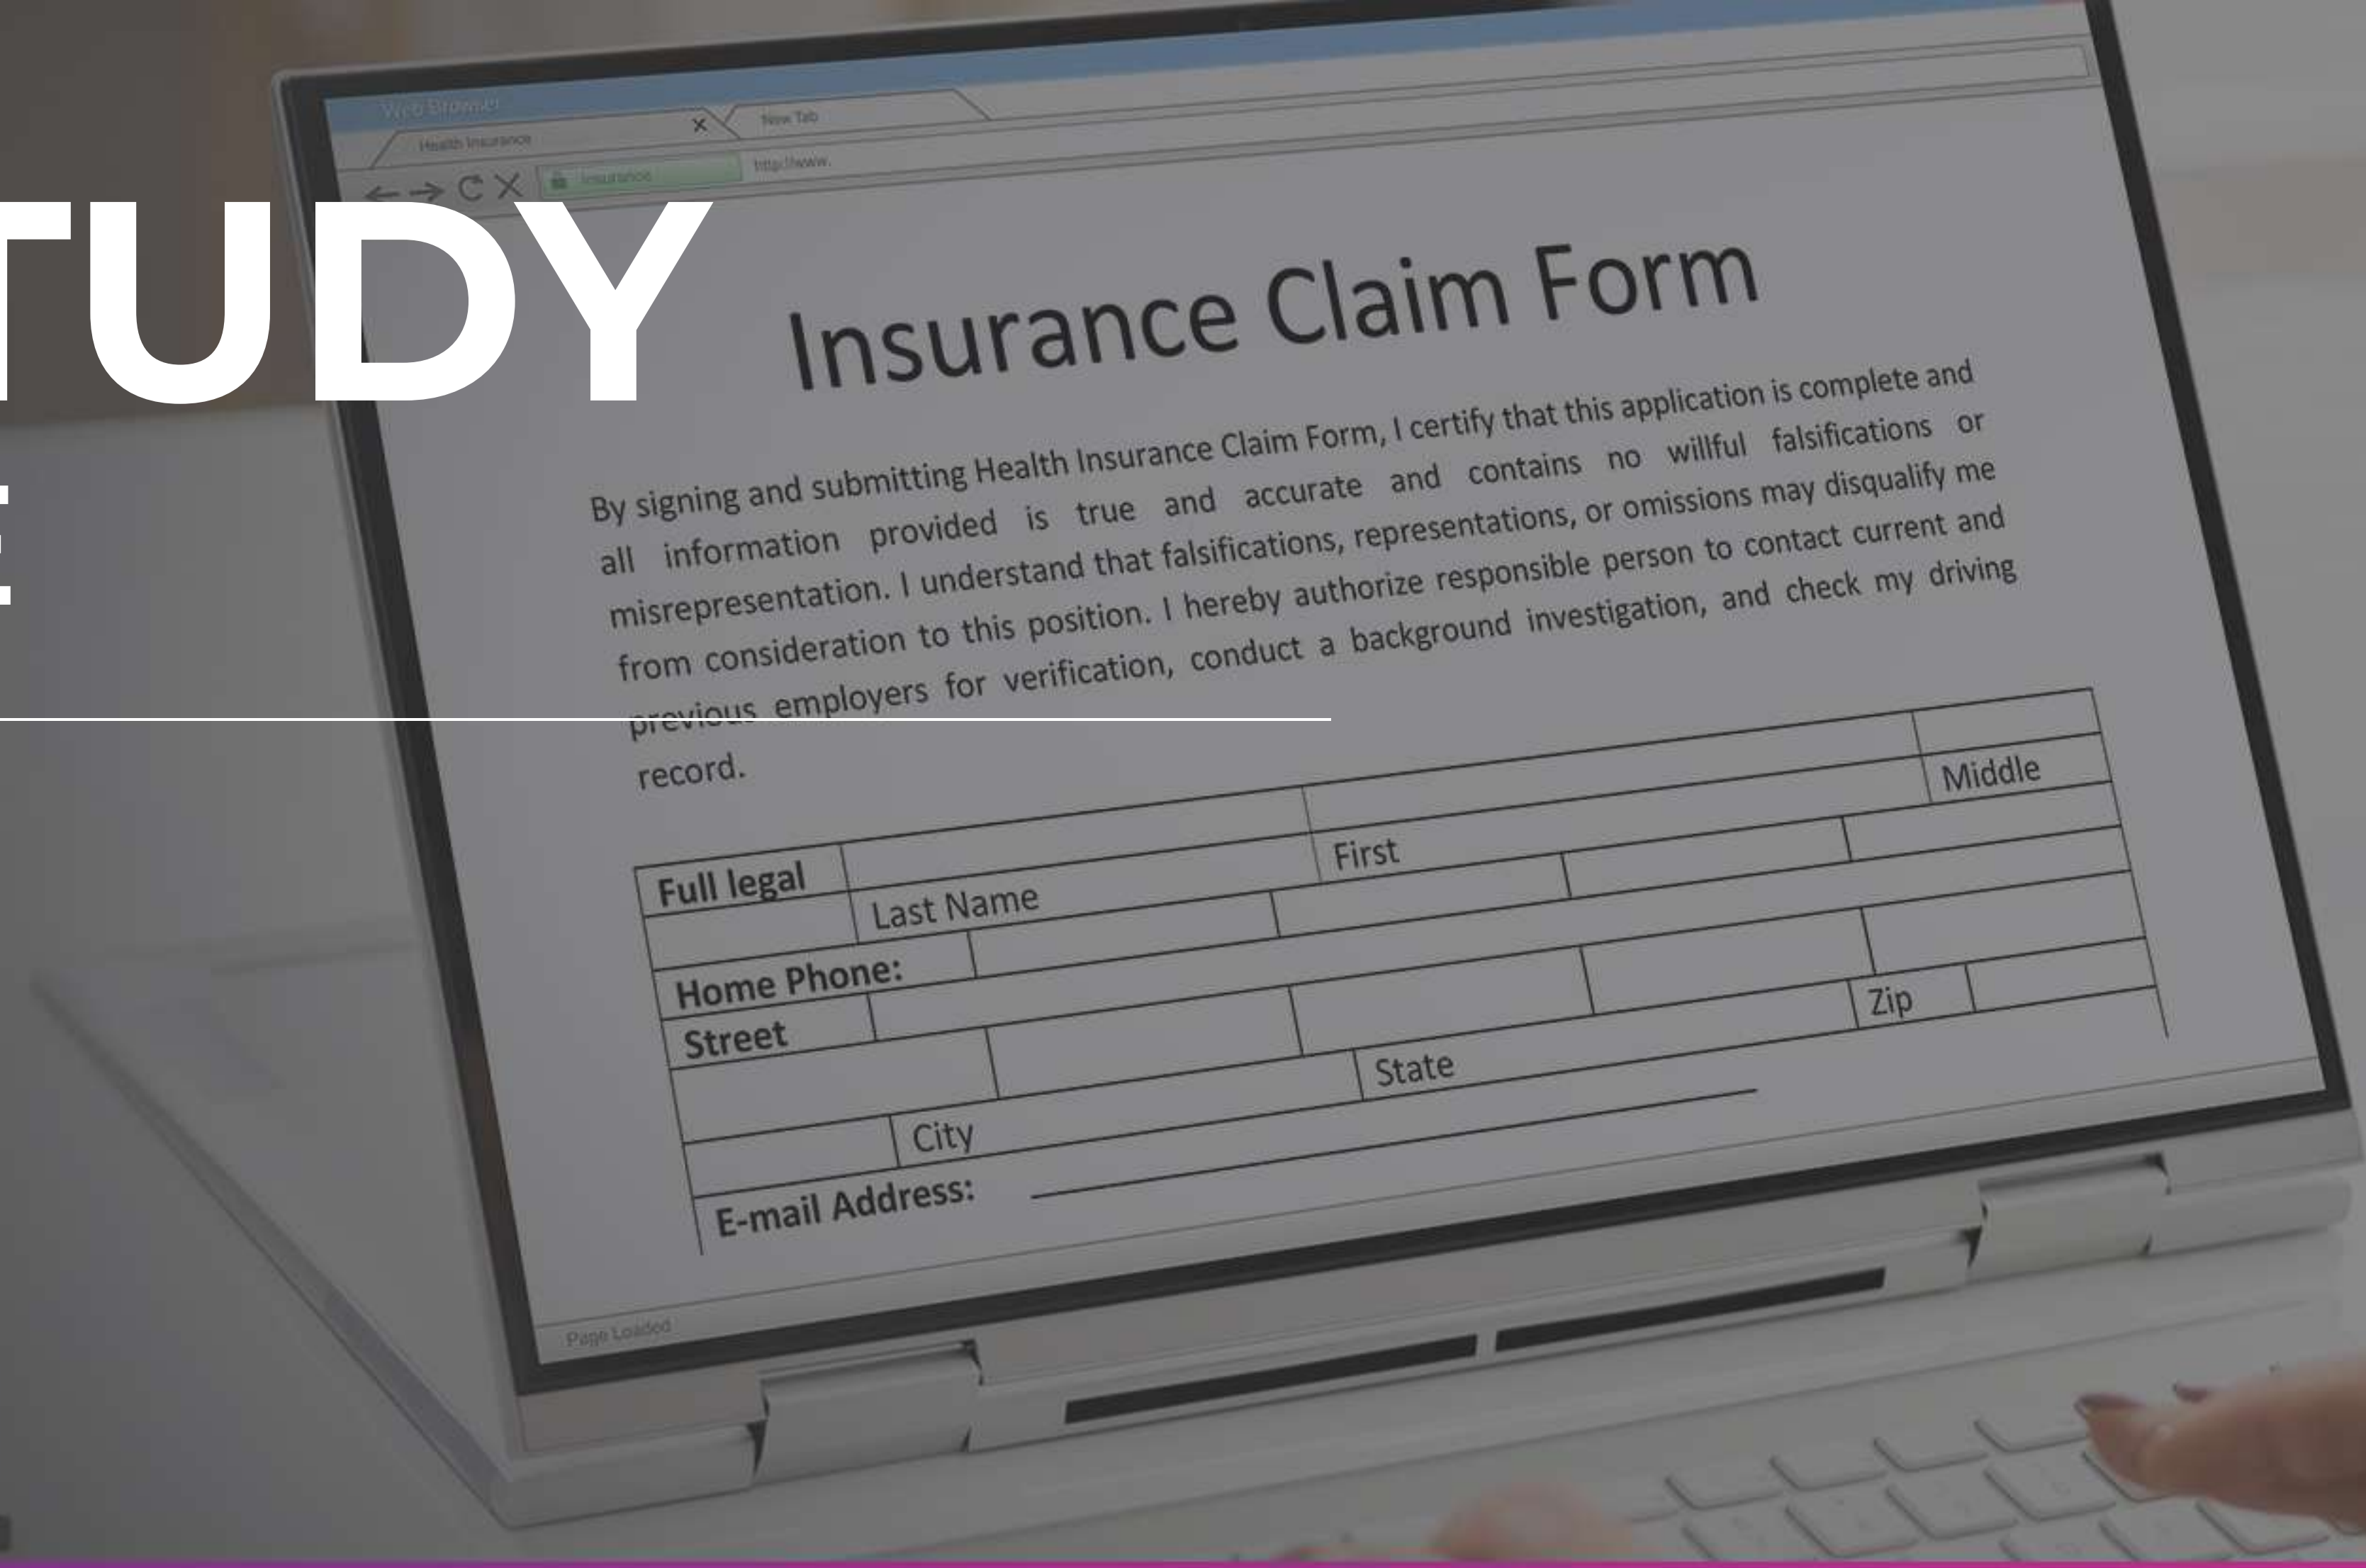 Web Browser
Health Insurance
New Tab
Insurance
http://www.
TUDY
E
Insurance Claim Form
By signing and submitting Health Insurance Claim Form, I certify that this application is complete and
all information provided is true and accurate and contains no willful falsifications or
misrepresentation. I understand that falsifications, representations, or omissions may disqualify me
from consideration to this position. I hereby authorize responsible person to contact current and
previous employers for verification, conduct a background investigation, and check my driving
record.
Full legal
Last Name First Middle
Home Phone:
Street
City State Zip
E-mail Address:
Page Loaded